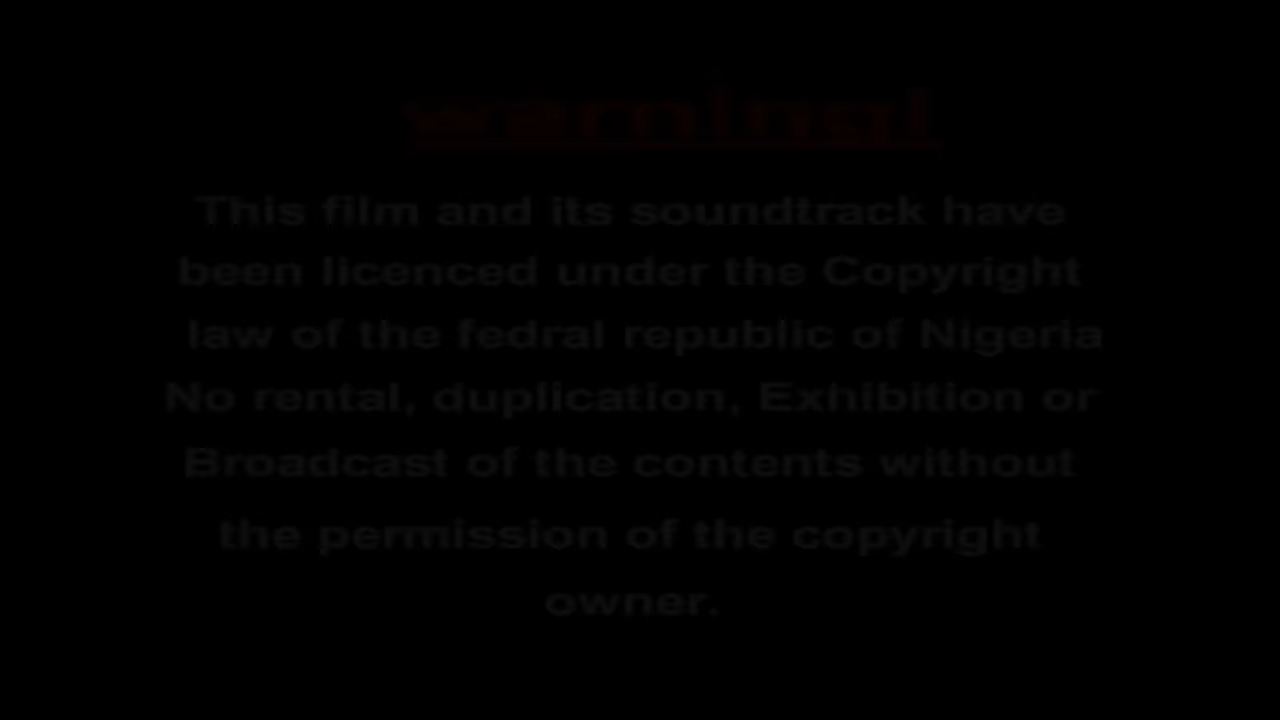 warning!
This film and its soundtrack have
been licenced under the Copyright
law of the fedral republic of Nigeria
No rental, duplication, Exhibition or
Broadcast of the contents without
the permission of the copyright
owner.